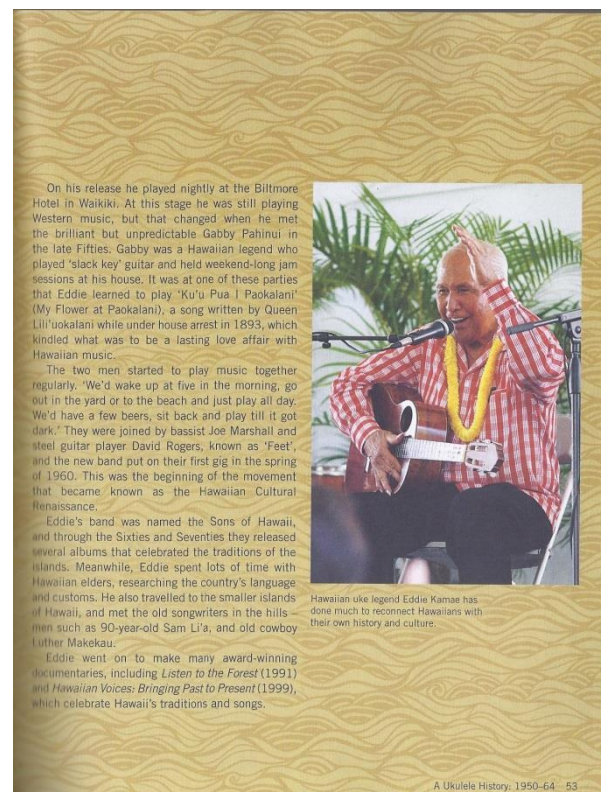 On his release he played nightly at the Biltmore
Hotel in Waikiki. At this stage he was still playing
Western music, but that changed when he met
the brilliant but unpredictable Gabby Pahinui in
the late Fifties. Gabby was a Hawaiian legend who
played ‘slack key’ guitar and held weekend-long jam
sessions at his house. It was at one of these parties
that Eddie learned to play ‘Ku’u Pua I Paokalani’
(My Flower at Paokalani), a song written by Queen
Lili’uokalani while under house arrest in 1893, which
kindled what was to be a lasting love affair with
Hawaiian music.
The two men started to play music together
regularly. ‘We’d wake up at five in the morning, go
out in the yard or to the beach and just play all day.
We’d have a few beers, sit back and play till it got
dark.’ They were joined by bassist Joe Marshall and
steel guitar player David Rogers, known as ‘Feet’,
and the new band put on their first gig in the spring
of 1960. This was the beginning of the movement
that became known as the Hawaiian Cultural
Renaissance.
Eddie’s band was named the Sons of Hawaii,
and through the Sixties and Seventies they released
several albums that celebrated the traditions of the
islands. Meanwhile, Eddie spent lots of time with
Hawaiian elders, researching the country’s language
and customs. He also travelled to the smaller islands
of Hawaii, and met the old songwriters in the hills –
men such as 90-year-old Sam Li’a, and old cowboy
Luther Makekau.
Eddie went on to make many award-winning
documentaries, including Listen to the Forest (1991)
and Hawaiian Voices: Bringing Past to Present (1999),
which celebrate Hawaii’s traditions and songs.
Hawaiian uke legend Eddie Kamae has
done much to reconnect Hawaiians with
their own history and culture.
A Ukulele History: 1950–64 53